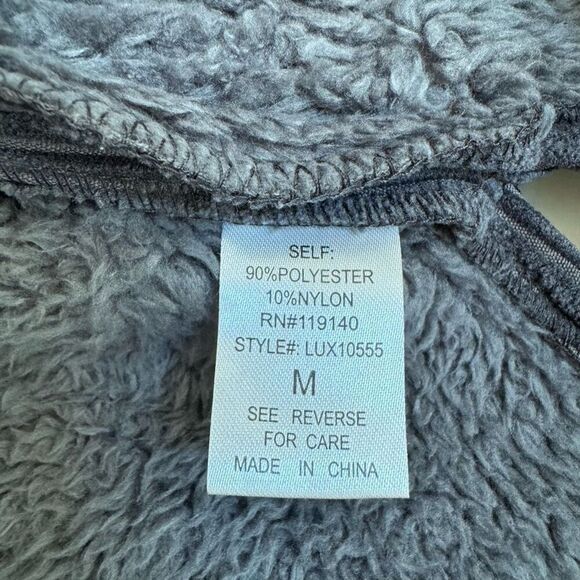 SELF:
90%POLYESTER
10%NYLON
RN#119140
STYLE#: LUX10555
M
SEE REVERSE
FOR CARE
MADE IN CHINA